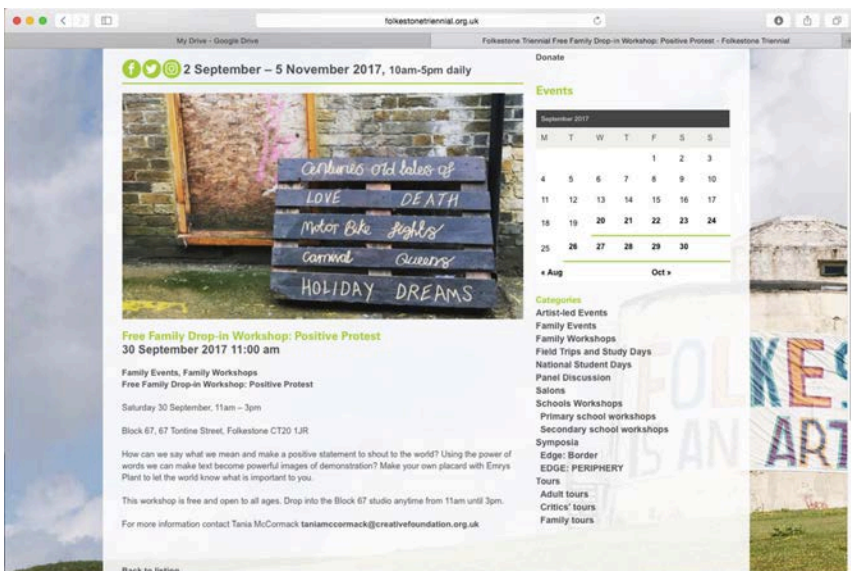 folkestonetriennial.org.uk
My Drive - Google Drive
Folkestone Triennial Free Family Drop-in Workshop: Positive Protest - Folkestone Triennial
2 September – 5 November 2017, 10am-5pm daily
Centuries old tales of
LOVE DEATH
Motor Bike fights
Carnival Queens
HOLIDAY DREAMS
Free Family Drop-in Workshop: Positive Protest
30 September 2017 11:00 am
Family Events, Family Workshops
Free Family Drop-in Workshop: Positive Protest
Saturday 30 September, 11am – 3pm
Block 67, 67 Tontine Street, Folkestone CT20 1JR
How can we say what we mean and make a positive statement to shout to the world? Using the power of
words we can make text become powerful images of demonstration? Make your own placard with Emrys
Plant to let the world know what is important to you.
This workshop is free and open to all ages. Drop into the Block 67 studio anytime from 11am until 3pm.
For more information contact Tania McCormack taniamccormack@creativefoundation.org.uk
Back to listing
Donate
Events
September 2017
M T W T F S S
1 2 3
4 5 6 7 8 9 10
11 12 13 14 15 16 17
18 19 20 21 22 23 24
25 26 27 28 29 30
« Aug Oct »
Categories
Artist-led Events
Family Events
Family Workshops
Field Trips and Study Days
National Student Days
Panel Discussion
Salons
Schools Workshops
Primary school workshops
Secondary school workshops
Symposia
Edge: Border
EDGE: PERIPHERY
Tours
Adult tours
Critics' tours
Family tours
FOLKES
IS AN ART